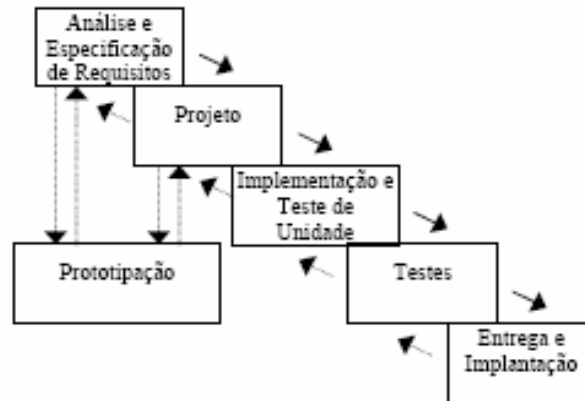 Análise e
Especificação
de Requisitos
Projeto
Implementação e
Teste de
Unidade
Prototipação
Testes
Entrega e
Implantação